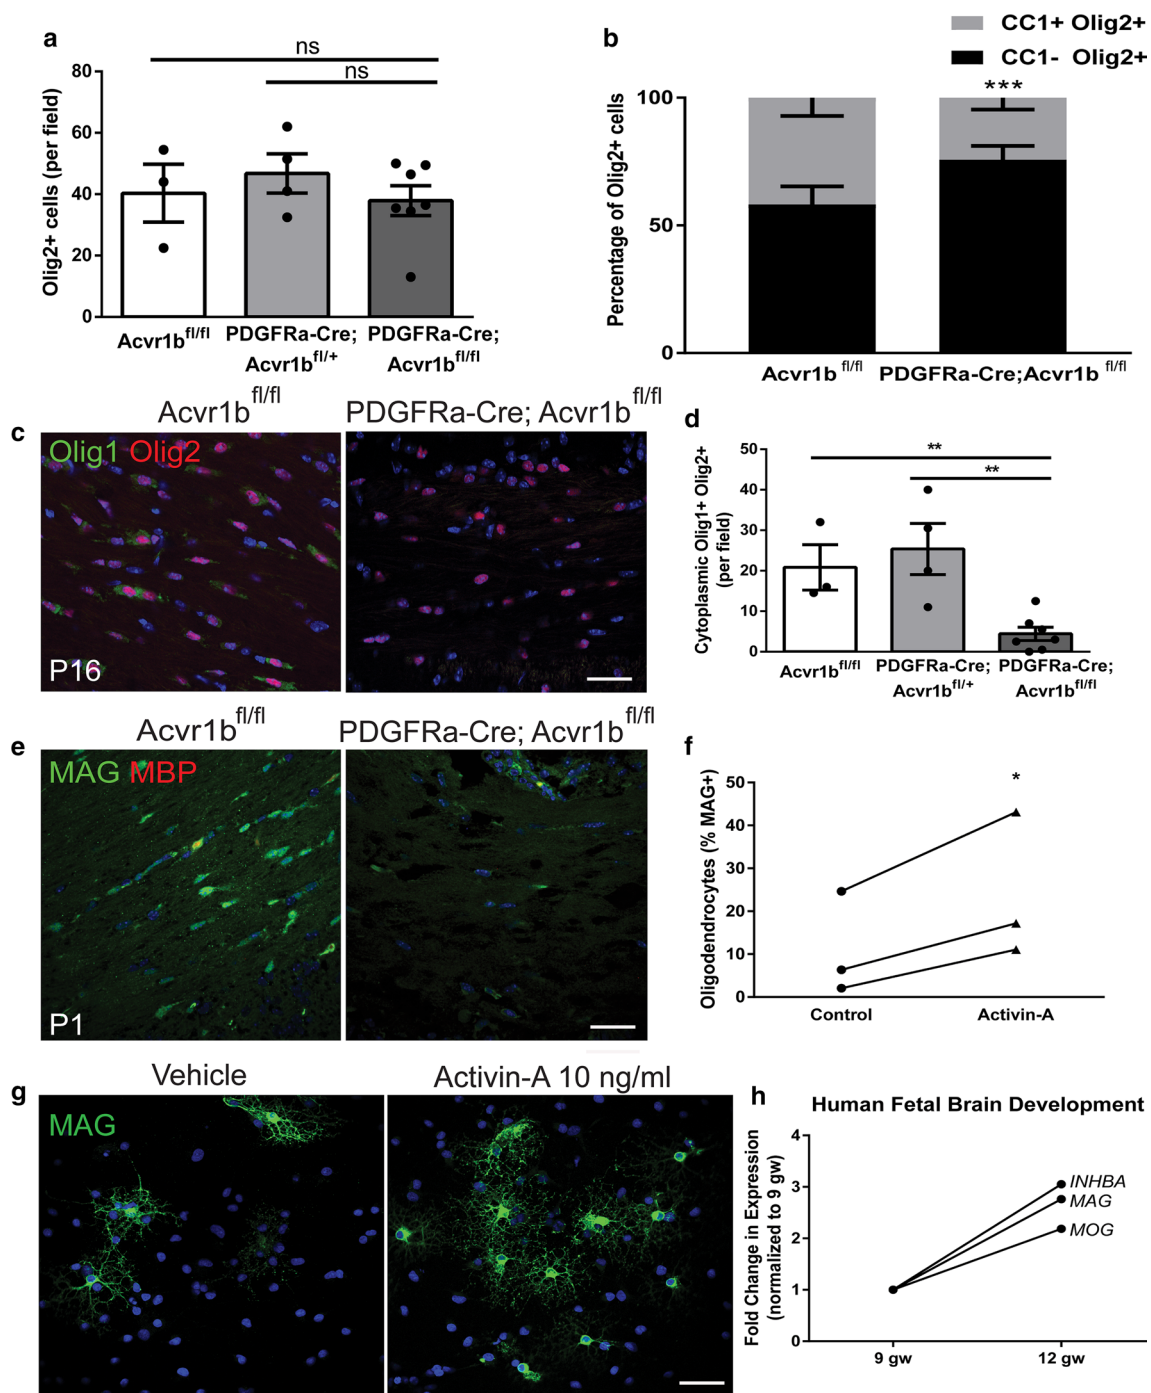 a
ns
ns
80
60
40
20
0
Olig2+ cells (per field)
Acvr1b fl/fl
PDGFRa-Cre; Acvr1b fl/+
PDGFRa-Cre; Acvr1b fl/fl
b
CC1+ Olig2+
CC1- Olig2+
***
100
50
0
Percentage of Olig2+ cells
Acvr1b fl/fl
PDGFRa-Cre;Acvr1b fl/fl
c
Acvr1b fl/fl
PDGFRa-Cre; Acvr1b fl/fl
Olig1 Olig2
P16
d
**
**
50
40
30
20
10
0
Cytoplasmic Olig1+ Olig2+
(per field)
Acvr1b fl/fl
PDGFRa-Cre; Acvr1b fl/+
PDGFRa-Cre; Acvr1b fl/fl
e
Acvr1b fl/fl
PDGFRa-Cre; Acvr1b fl/fl
MAG MBP
P1
f
*
50
40
30
20
10
0
Oligodendrocytes (% MAG+)
Control
Activin-A
g
Vehicle
Activin-A 10 ng/ml
MAG
h
Human Fetal Brain Development
4
3
2
1
0
Fold Change in Expression
(normalized to 9 gw)
INHBA
MAG
MOG
9 gw
12 gw